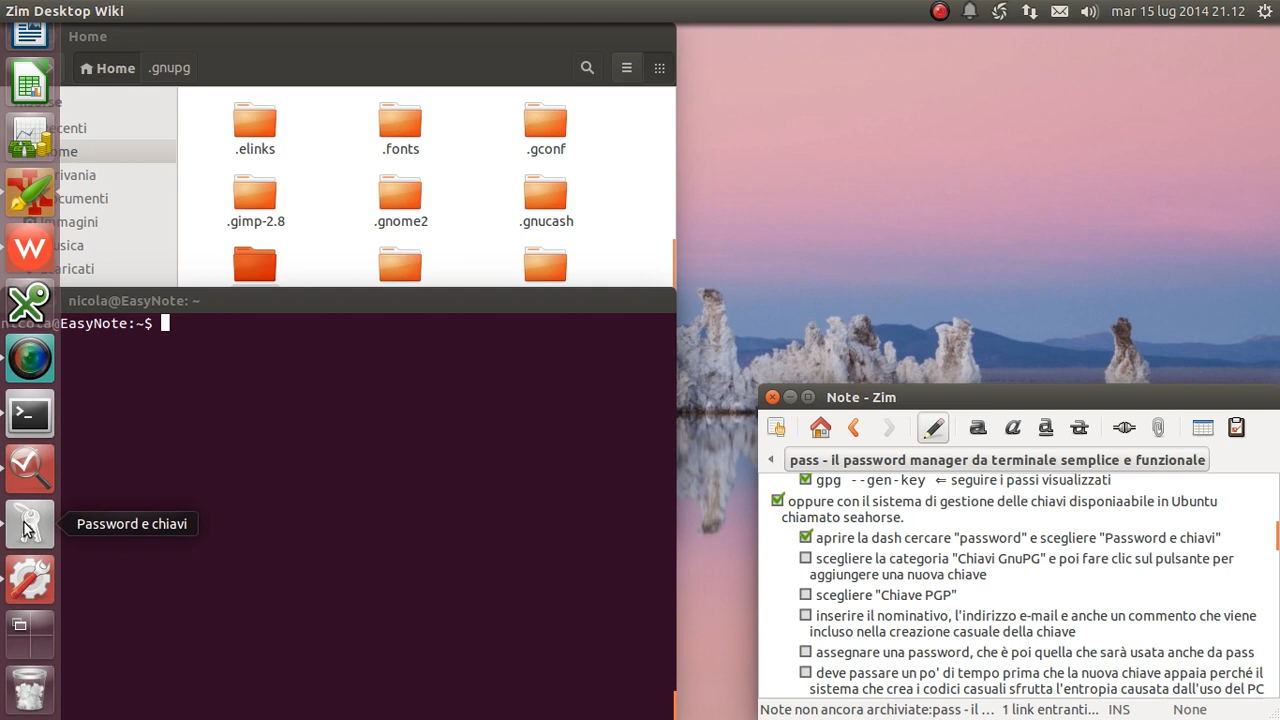 Zim Desktop Wiki
mar 15 lug 2014 21.12
Home
Home
.gnupg
ecenti
ome
rivania
ocumenti
mmagini
usica
caricati
.elinks
.fonts
.gconf
.gimp-2.8
.gnome2
.gnucash
nicola@EasyNote: ~
nicola@EasyNote:~$
Password e chiavi
Note - Zim
pass - il password manager da terminale semplice e funzionale
gpg --gen-key ⇐ seguire i passi visualizzati
oppure con il sistema di gestione delle chiavi disponiaabile in Ubuntu
chiamato seahorse.
aprire la dash cercare "password" e scegliere "Password e chiavi"
scegliere la categoria "Chiavi GnuPG" e poi fare clic sul pulsante per
aggiungere una nuova chiave
scegliere "Chiave PGP"
inserire il nominativo, l'indirizzo e-mail e anche un commento che viene
incluso nella creazione casuale della chiave
assegnare una password, che è poi quella che sarà usata anche da pass
deve passare un po' di tempo prima che la nuova chiave appaia perché il
sistema che crea i codici casuali sfrutta l'entropia causata dall'uso del PC
Note non ancora archiviate:pass - il ...
1 link entranti...
INS
None